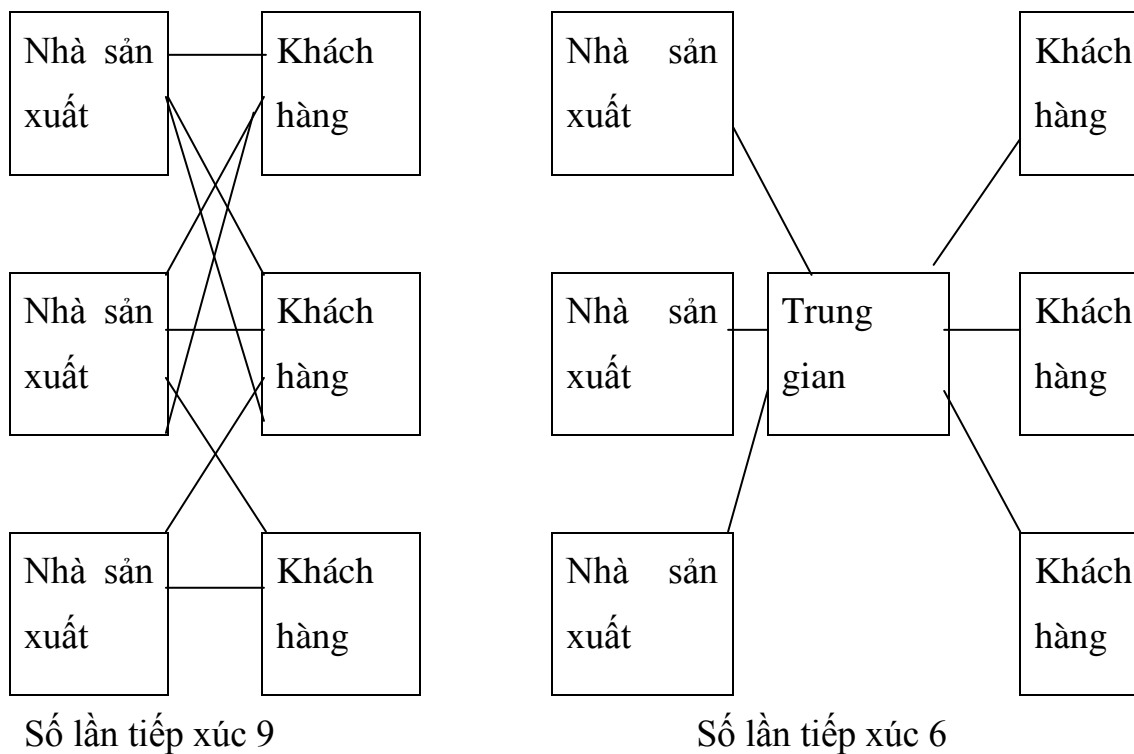 Nhà sản
xuất
Khách
hàng
Nhà sản
xuất
Khách
hàng
Nhà sản
xuất
Khách
hàng
Số lần tiếp xúc 9
Nhà sản
xuất
Khách
hàng
Nhà sản
xuất
Trung
gian
Khách
hàng
Nhà sản
xuất
Khách
hàng
Số lần tiếp xúc 6